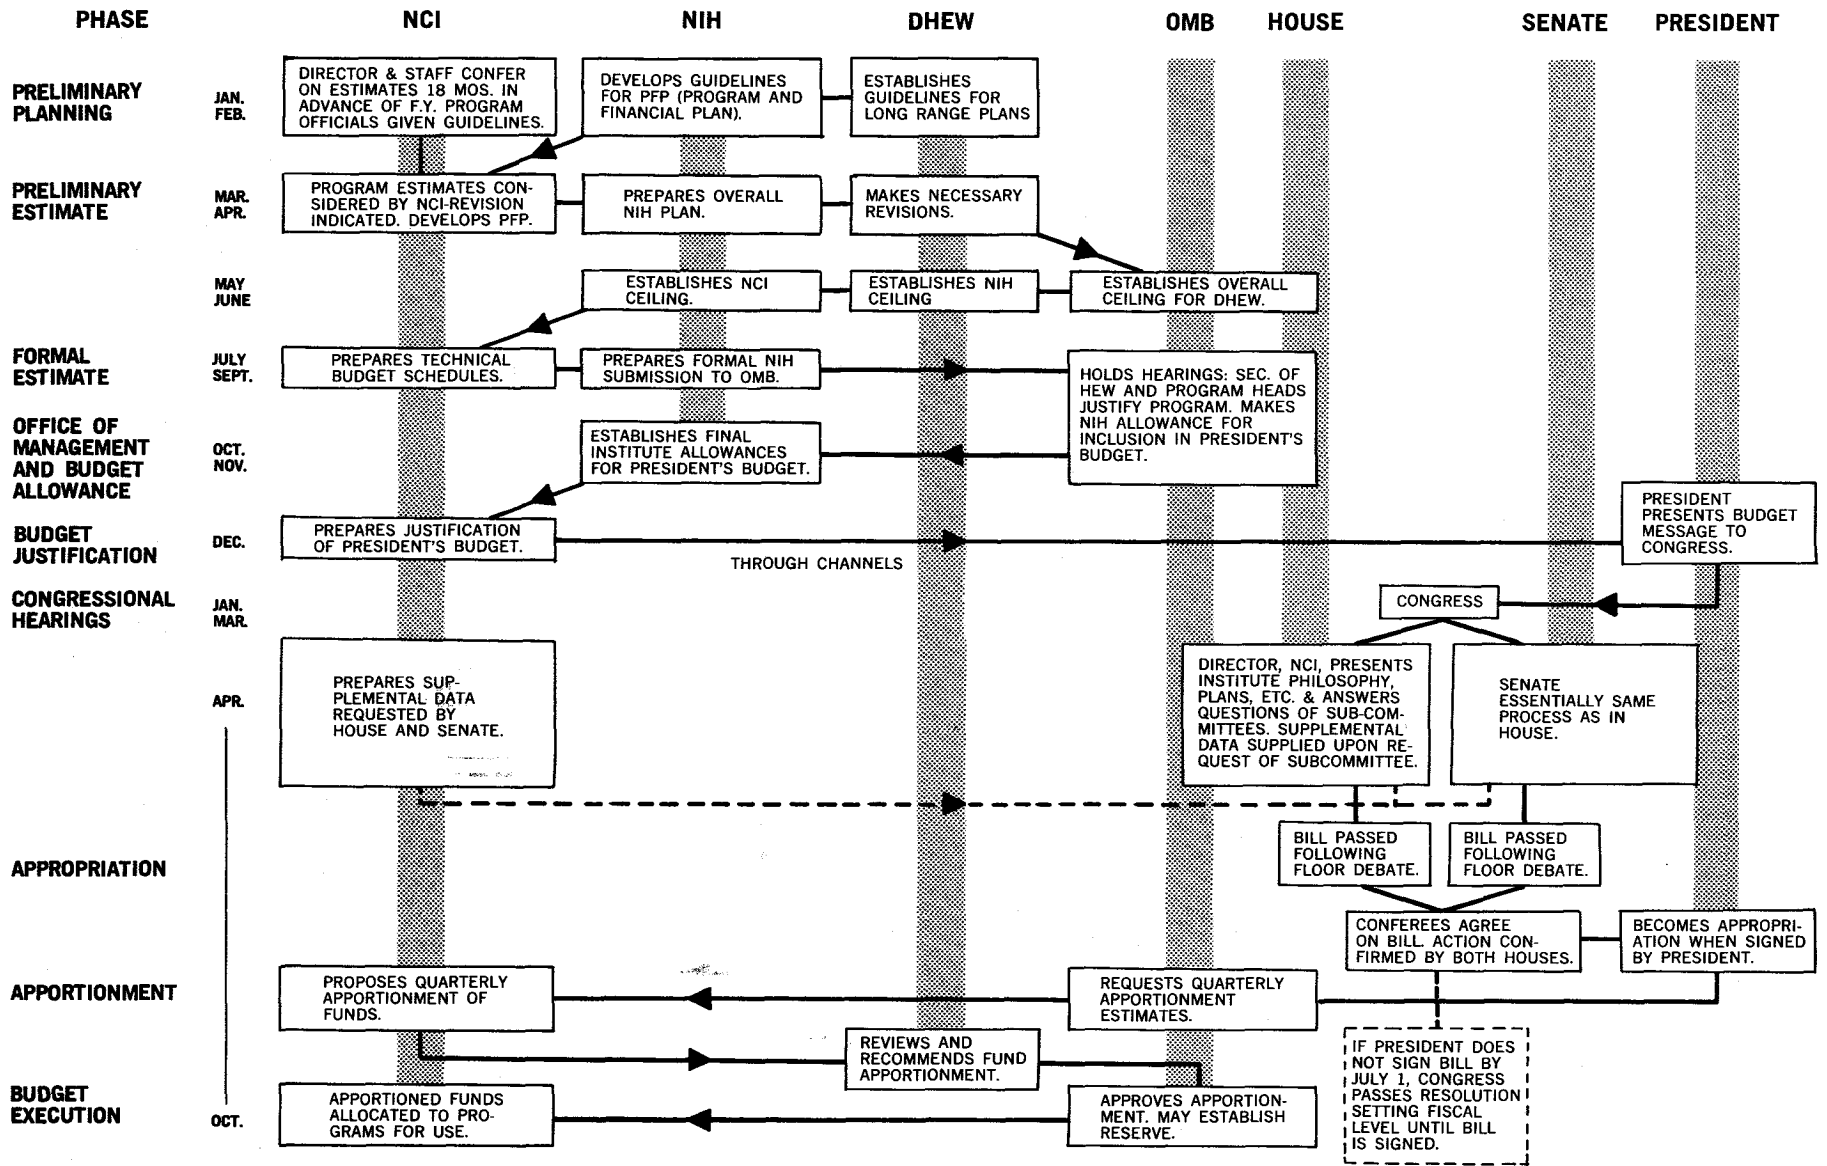 PHASE NCI NIH DHEW OMB HOUSE SENATE PRESIDENT
PRELIMINARY
PLANNING
JAN.
FEB.
DIRECTOR & STAFF CONFER
ON ESTIMATES 18 MOS. IN
ADVANCE OF F.Y. PROGRAM
OFFICIALS GIVEN GUIDELINES.
DEVELOPS GUIDELINES
FOR PFP (PROGRAM AND
FINANCIAL PLAN).
ESTABLISHES
GUIDELINES FOR
LONG RANGE PLANS
PRELIMINARY
ESTIMATE
MAR.
APR.
PROGRAM ESTIMATES CON-
SIDERED BY NCI-REVISION
INDICATED. DEVELOPS PFP.
PREPARES OVERALL
NIH PLAN.
MAKES NECESSARY
REVISIONS.
MAY
JUNE
ESTABLISHES NCI
CEILING.
ESTABLISHES NIH
CEILING
ESTABLISHES OVERALL
CEILING FOR DHEW.
FORMAL
ESTIMATE
JULY
SEPT.
PREPARES TECHNICAL
BUDGET SCHEDULES.
PREPARES FORMAL NIH
SUBMISSION TO OMB.
HOLDS HEARINGS: SEC. OF
HEW AND PROGRAM HEADS
JUSTIFY PROGRAM. MAKES
NIH ALLOWANCE FOR
INCLUSION IN PRESIDENT'S
BUDGET.
OFFICE OF
MANAGEMENT
AND BUDGET
ALLOWANCE
OCT.
NOV.
ESTABLISHES FINAL
INSTITUTE ALLOWANCES
FOR PRESIDENT'S BUDGET.
BUDGET
JUSTIFICATION
DEC.
PREPARES JUSTIFICATION
OF PRESIDENT'S BUDGET.
THROUGH CHANNELS
PRESIDENT
PRESENTS BUDGET
MESSAGE TO
CONGRESS.
CONGRESSIONAL
HEARINGS
JAN.
MAR.
CONGRESS
APR.
PREPARES SUP-
PLEMENTAL DATA
REQUESTED BY
HOUSE AND SENATE.
DIRECTOR, NCI, PRESENTS
INSTITUTE PHILOSOPHY,
PLANS, ETC. & ANSWERS
QUESTIONS OF SUB-COM-
MITTEES. SUPPLEMENTAL
DATA SUPPLIED UPON RE-
QUEST OF SUBCOMMITTEE.
SENATE
ESSENTIALLY SAME
PROCESS AS IN
HOUSE.
APPROPRIATION
BILL PASSED
FOLLOWING
FLOOR DEBATE.
BILL PASSED
FOLLOWING
FLOOR DEBATE.
CONFEREES AGREE
ON BILL. ACTION CON-
FIRMED BY BOTH HOUSES.
BECOMES APPROPRI-
ATION WHEN SIGNED
BY PRESIDENT.
APPORTIONMENT
PROPOSES QUARTERLY
APPORTIONMENT OF
FUNDS.
REQUESTS QUARTERLY
APPORTIONMENT
ESTIMATES.
REVIEWS AND
RECOMMENDS FUND
APPORTIONMENT.
IF PRESIDENT DOES
NOT SIGN BILL BY
JULY 1, CONGRESS
PASSES RESOLUTION
SETTING FISCAL
LEVEL UNTIL BILL
IS SIGNED.
BUDGET
EXECUTION
OCT.
APPORTIONED FUNDS
ALLOCATED TO PRO-
GRAMS FOR USE.
APPROVES APPORTION-
MENT. MAY ESTABLISH
RESERVE.